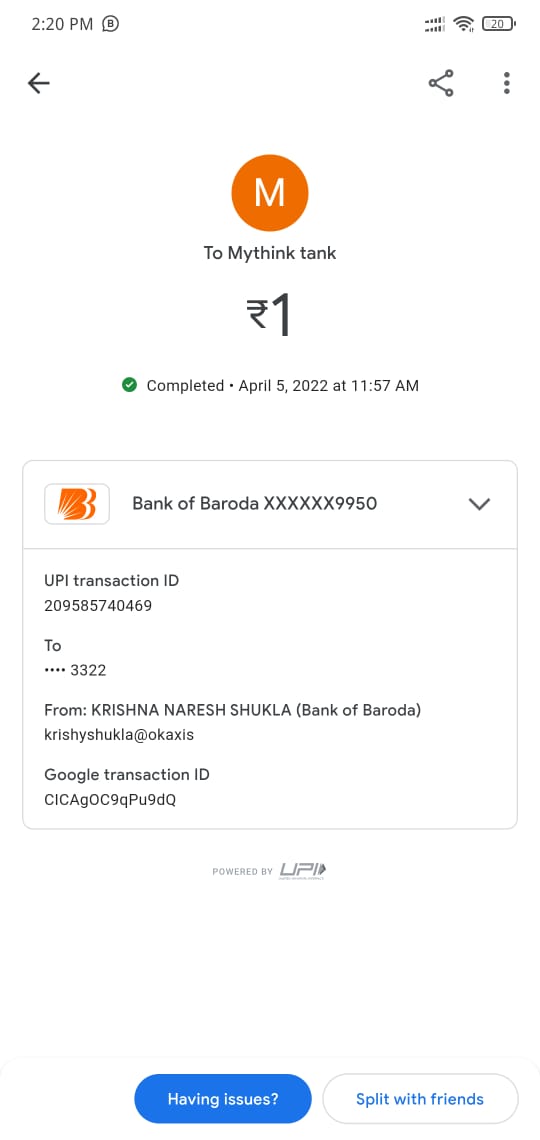 2:20 PM
20
M
To Mythink tank
₹1
Completed • April 5, 2022 at 11:57 AM
Bank of Baroda XXXXXX9950
UPI transaction ID
209585740469
To
•••• 3322
From: KRISHNA NARESH SHUKLA (Bank of Baroda)
krishyshukla@okaxis
Google transaction ID
CICAgOC9qPu9dQ
POWERED BY UPI
Having issues?
Split with friends